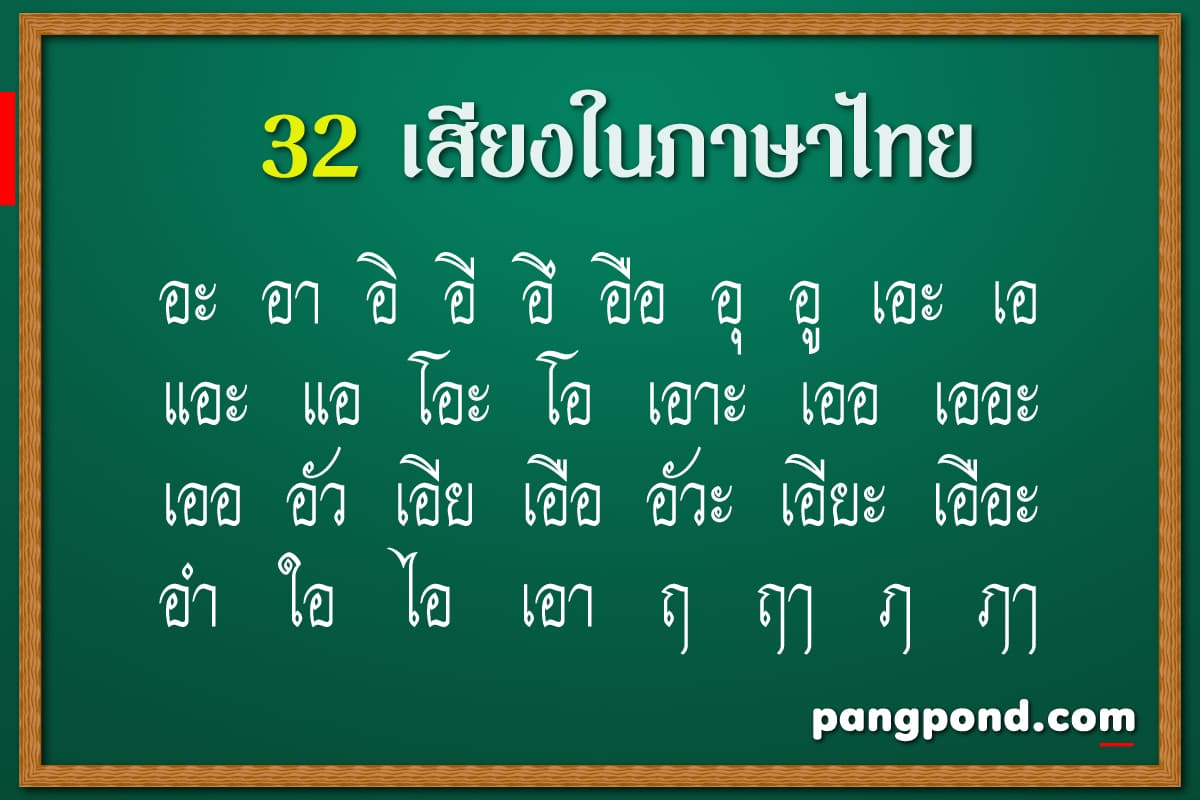 32 เสียงในภาษาไทย
อะ อา อิ อี อึ อือ อุ อู เอะ เอ
แอะ แอ โอะ โอ เอาะ เออ เออะ
เออ อัว เอีย เอือ อัวะ เอียะ เอือะ
อำ ใอ ไอ เอา ฤ ฤๅ ภ ภๅ
pangpond.com